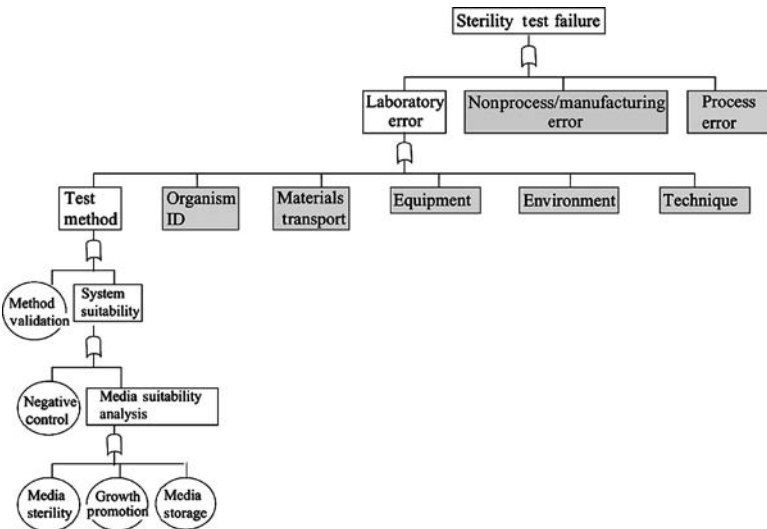 Sterility test failure
Laboratory
error
Nonprocess/manufacturing
error
Process
error
Test
method
Organism
ID
Materials
transport
Equipment
Environment
Technique
Method
validation
System
suitability
Negative
control
Media suitability
analysis
Media
sterility
Growth
promotion
Media
storage